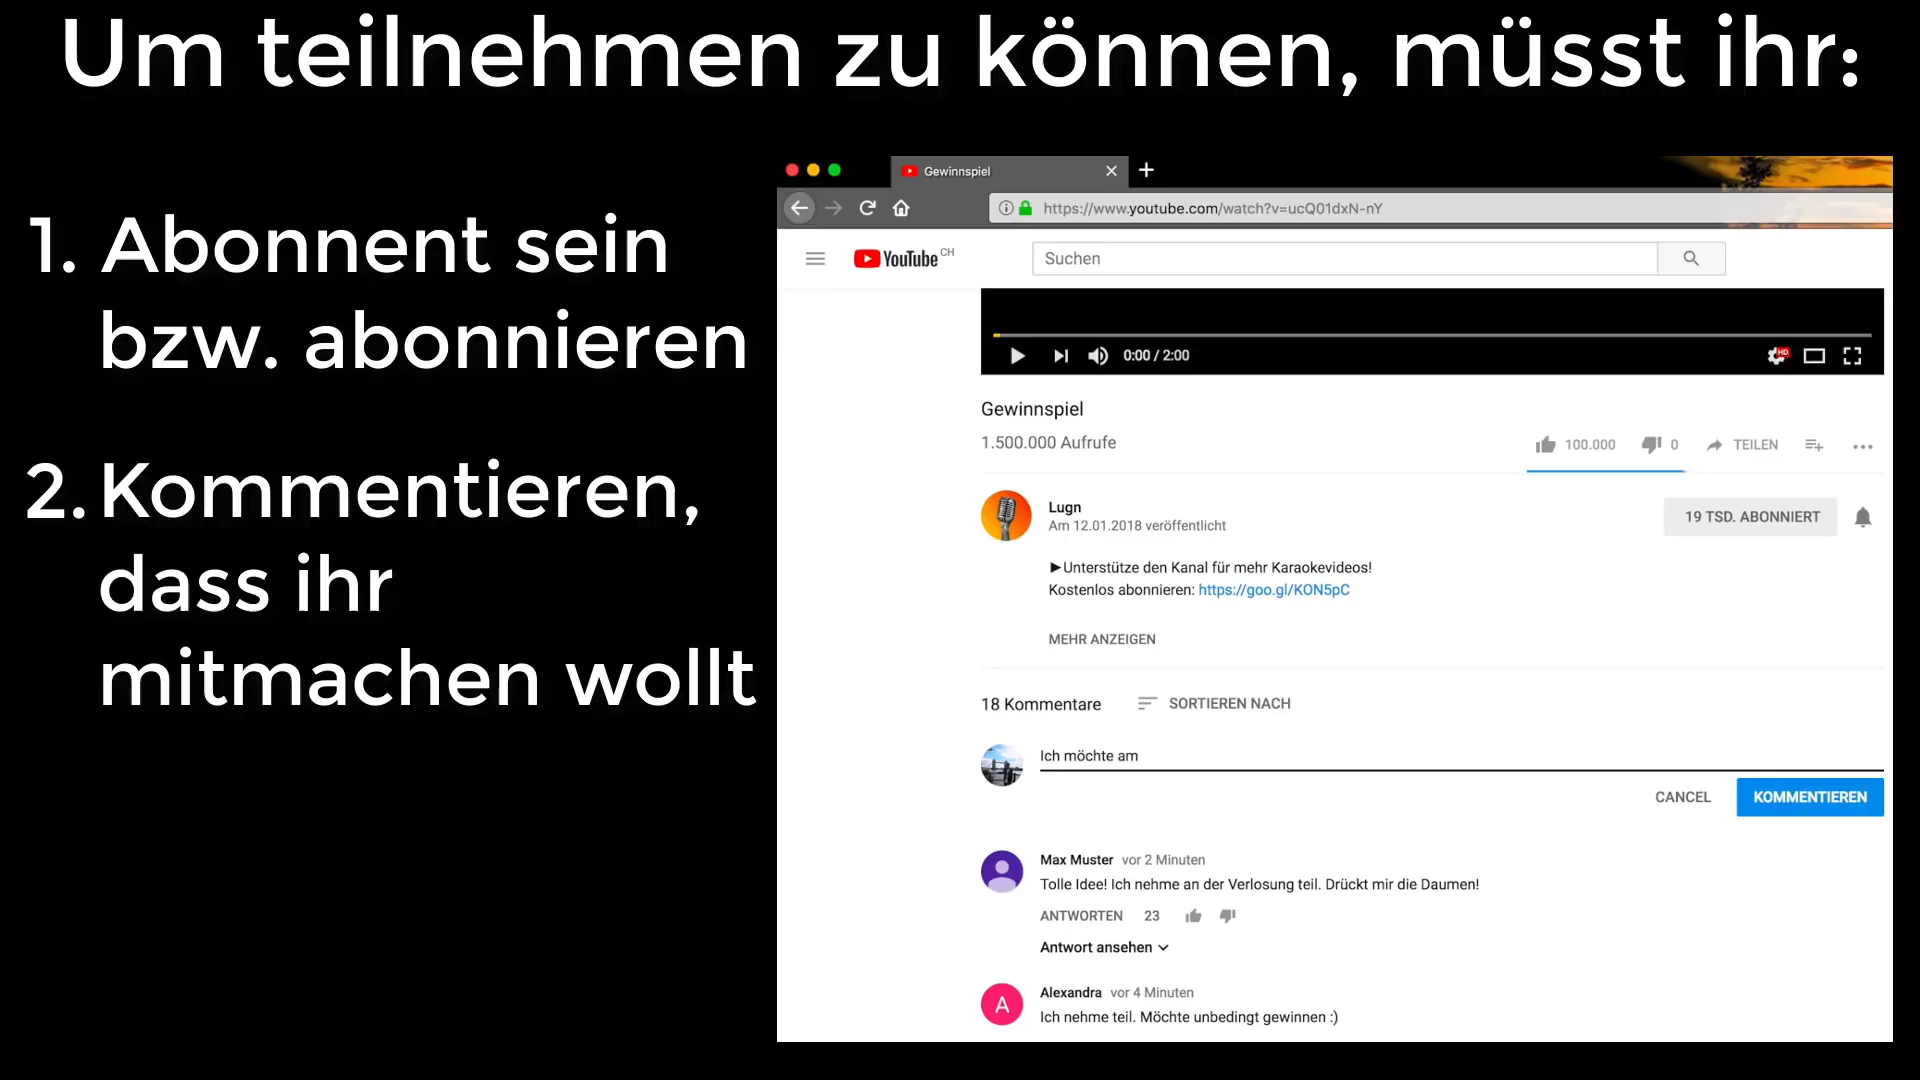 Um teilnehmen zu können, müsst ihr:
1. Abonnent sein
bzw. abonnieren
2. Kommentieren,
dass ihr
mitmachen wollt
Gewinnspiel
https://www.youtube.com/watch?v=ucQ01dxN-nY
YouTube CH
Suchen
0:00 / 2:00
HD
Gewinnspiel
1.500.000 Aufrufe
100.000
0
TEILEN
Lugn
Am 12.01.2018 veröffentlicht
19 TSD. ABONNIERT
►Unterstütze den Kanal für mehr Karaokevideos!
Kostenlos abonnieren: https://goo.gl/KON5pC
MEHR ANZEIGEN
18 Kommentare
SORTIEREN NACH
Ich möchte am
CANCEL
KOMMENTIEREN
Max Muster vor 2 Minuten
Tolle Idee! Ich nehme an der Verlosung teil. Drückt mir die Daumen!
ANTWORTEN 23
Antwort ansehen
A
Alexandra vor 4 Minuten
Ich nehme teil. Möchte unbedingt gewinnen :)